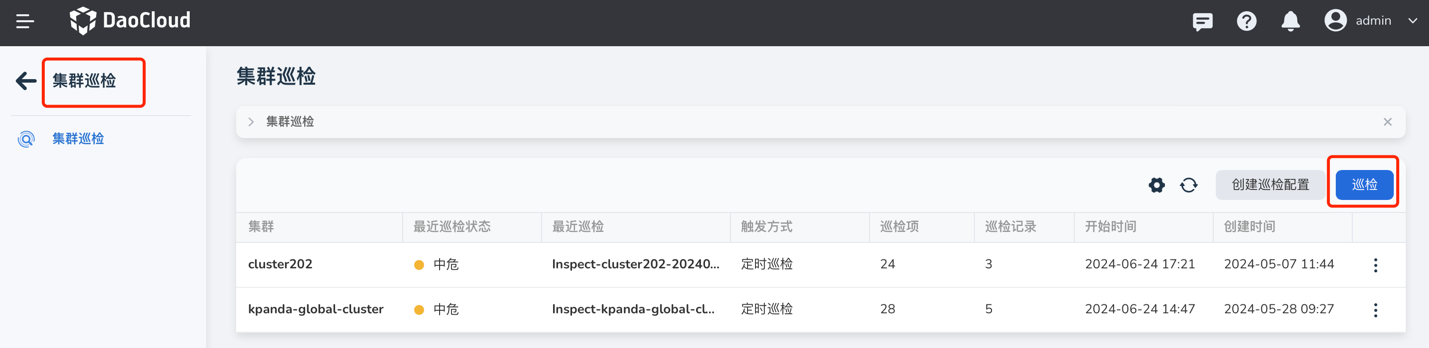 DaoCloud
admin
集群巡检
集群巡检
集群巡检
集群巡检
创建巡检配置 巡检
集群 最近巡检状态 最近巡检 触发方式 巡检项 巡检记录 开始时间 创建时间
cluster202 中危 Inspect-cluster202-20240... 定时巡检 24 3 2024-06-24 17:21 2024-05-07 11:44
kpanda-global-cluster 中危 Inspect-kpanda-global-cl... 定时巡检 28 5 2024-06-24 14:47 2024-05-28 09:27